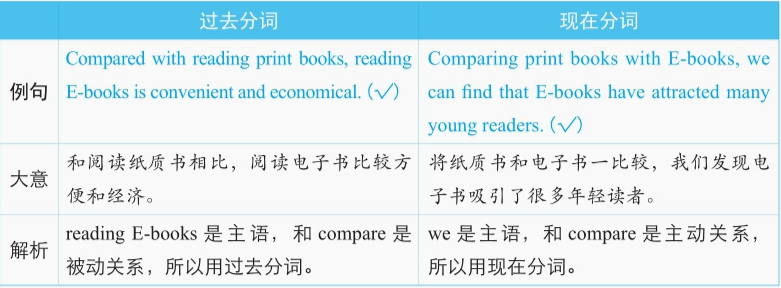 过去分词 现在分词
例句
Compared with reading print books, reading
E-books is convenient and economical. (√)
Comparing print books with E-books, we
can find that E-books have attracted many
young readers. (√)
大意
和阅读纸质书相比，阅读电子书比较方
便和经济。
将纸质书和电子书一比较，我们发现电
子书吸引了很多年轻读者。
解析
reading E-books 是主语，和 compare 是
被动关系，所以用过去分词。
we 是主语，和 compare 是主动关系，
所以用现在分词。